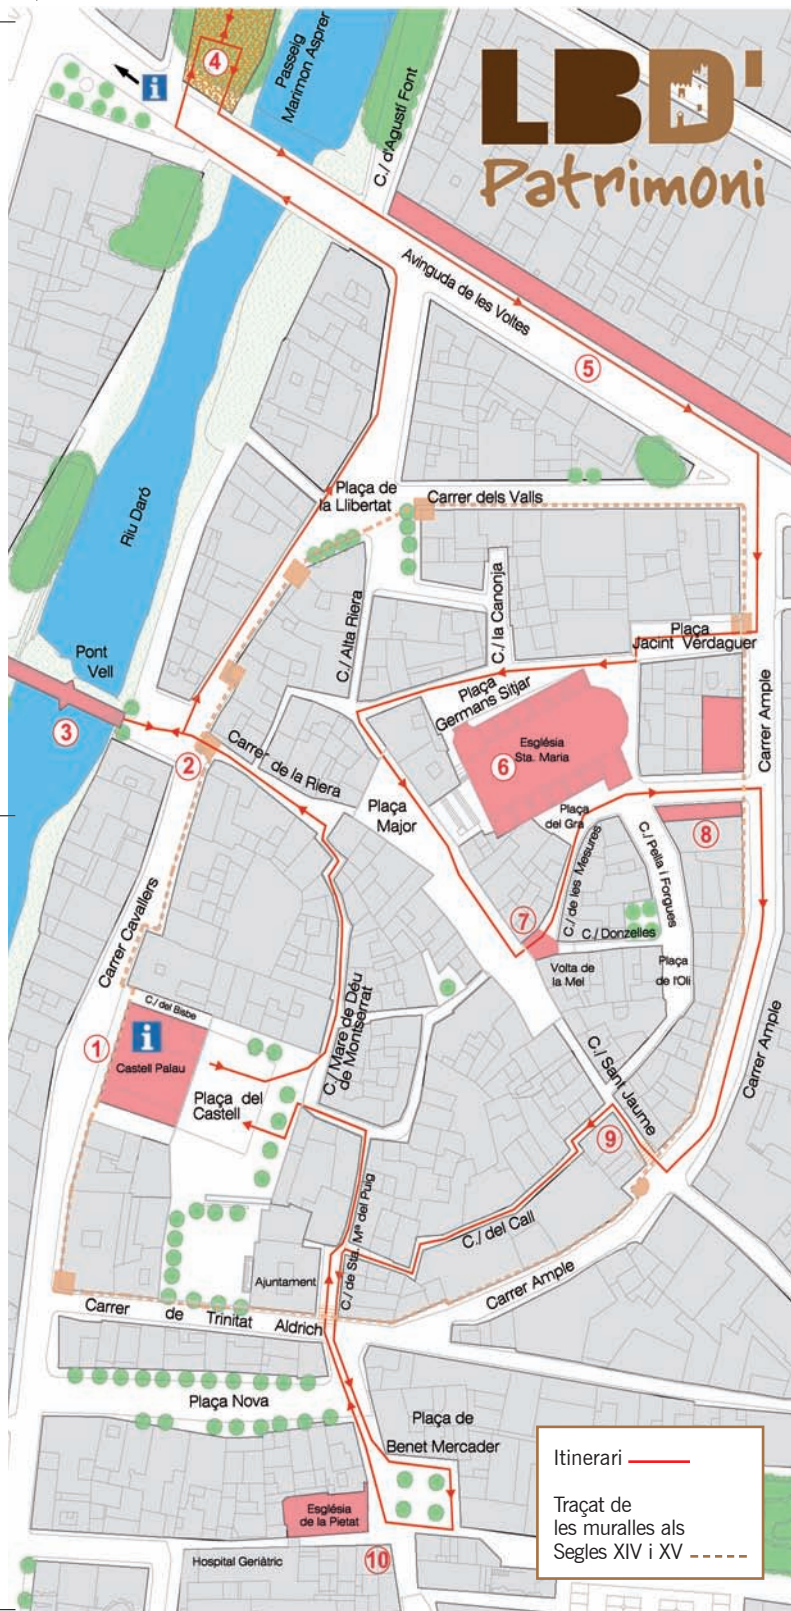 LBD'
Patrimoni
4
i
Passeig
Marimon Asprer
C./ d'Agustí Font
Avinguda de les Voltes
5
Riu Daró
Plaça de
la Llibertat
Carrer dels Valls
C./ la Canonja
C./ Alta Riera
Plaça
Jacint Verdaguer
Pont
Vell
3
2
Carrer de la Riera
Plaça
Germans Sitjar
Església
Sta. Maria
6
Carrer Ample
Plaça
Major
Plaça
del Gra
8
C./ de les Mesures
C./ Pella i Forgues
7
C./ Donzelles
Volta de
la Mel
Plaça
de l'Oli
Carrer Cavallers
C./ del Bisbe
1
i
Castell Palau
Plaça del
Castell
C./ Mare de Déu
de Montserrat
C./ Sant Jaume
Carrer Ample
9
C./ del Call
C./ de Sta. Mª del Puig
Ajuntament
Carrer Ample
Carrer de Trinitat Aldrich
Plaça Nova
Plaça de
Benet Mercader
Església
de la Pietat
Hospital Geriàtric
10
Itinerari
Traçat de
les muralles als
Segles XIV i XV